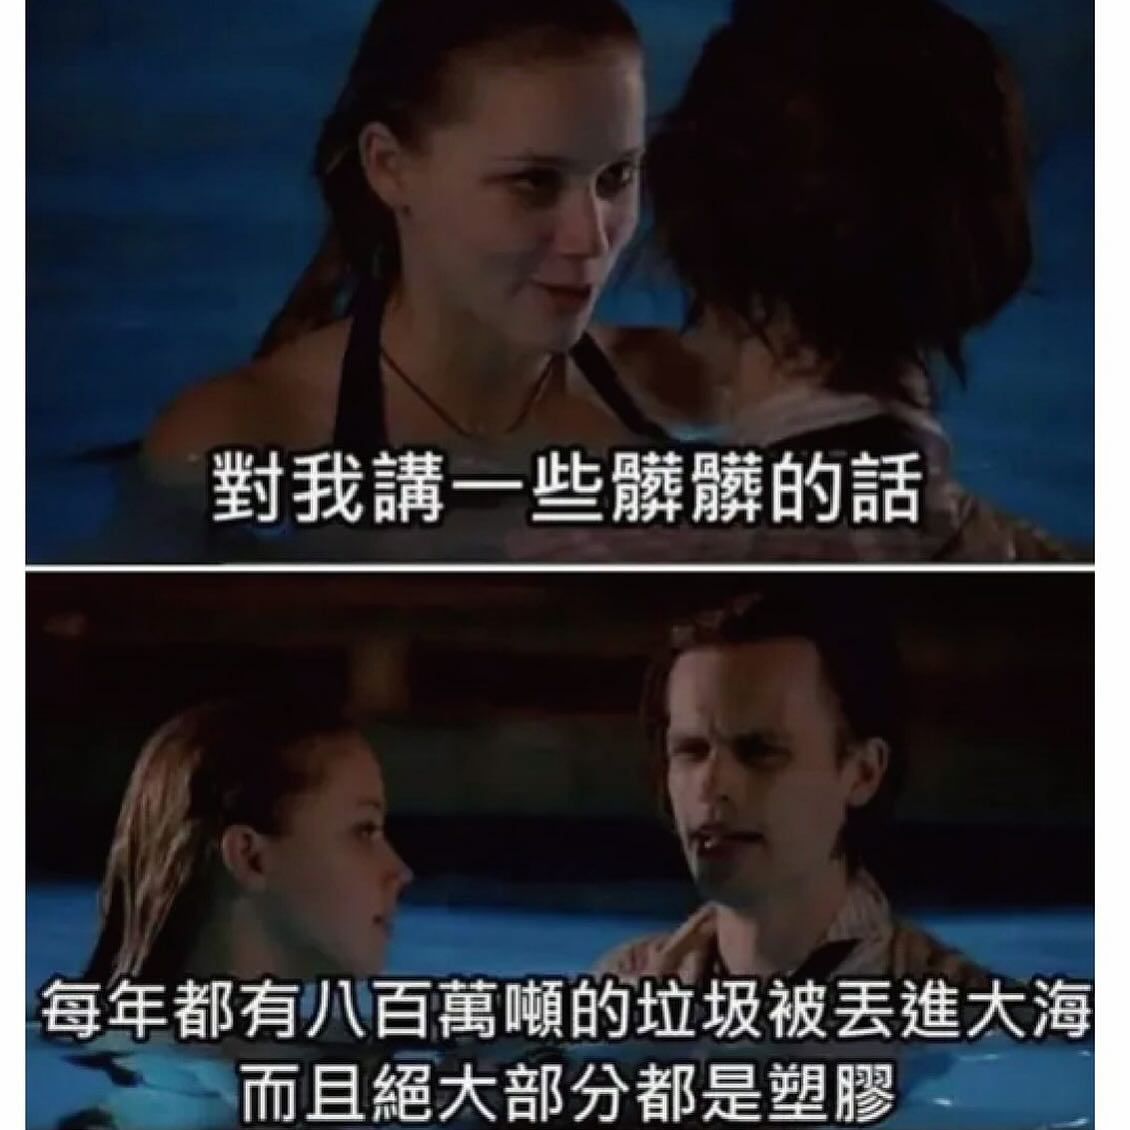 對我講一些髒髒的話
每年都有八百萬噸的垃圾被丟進大海
而且絕大部分都是塑膠